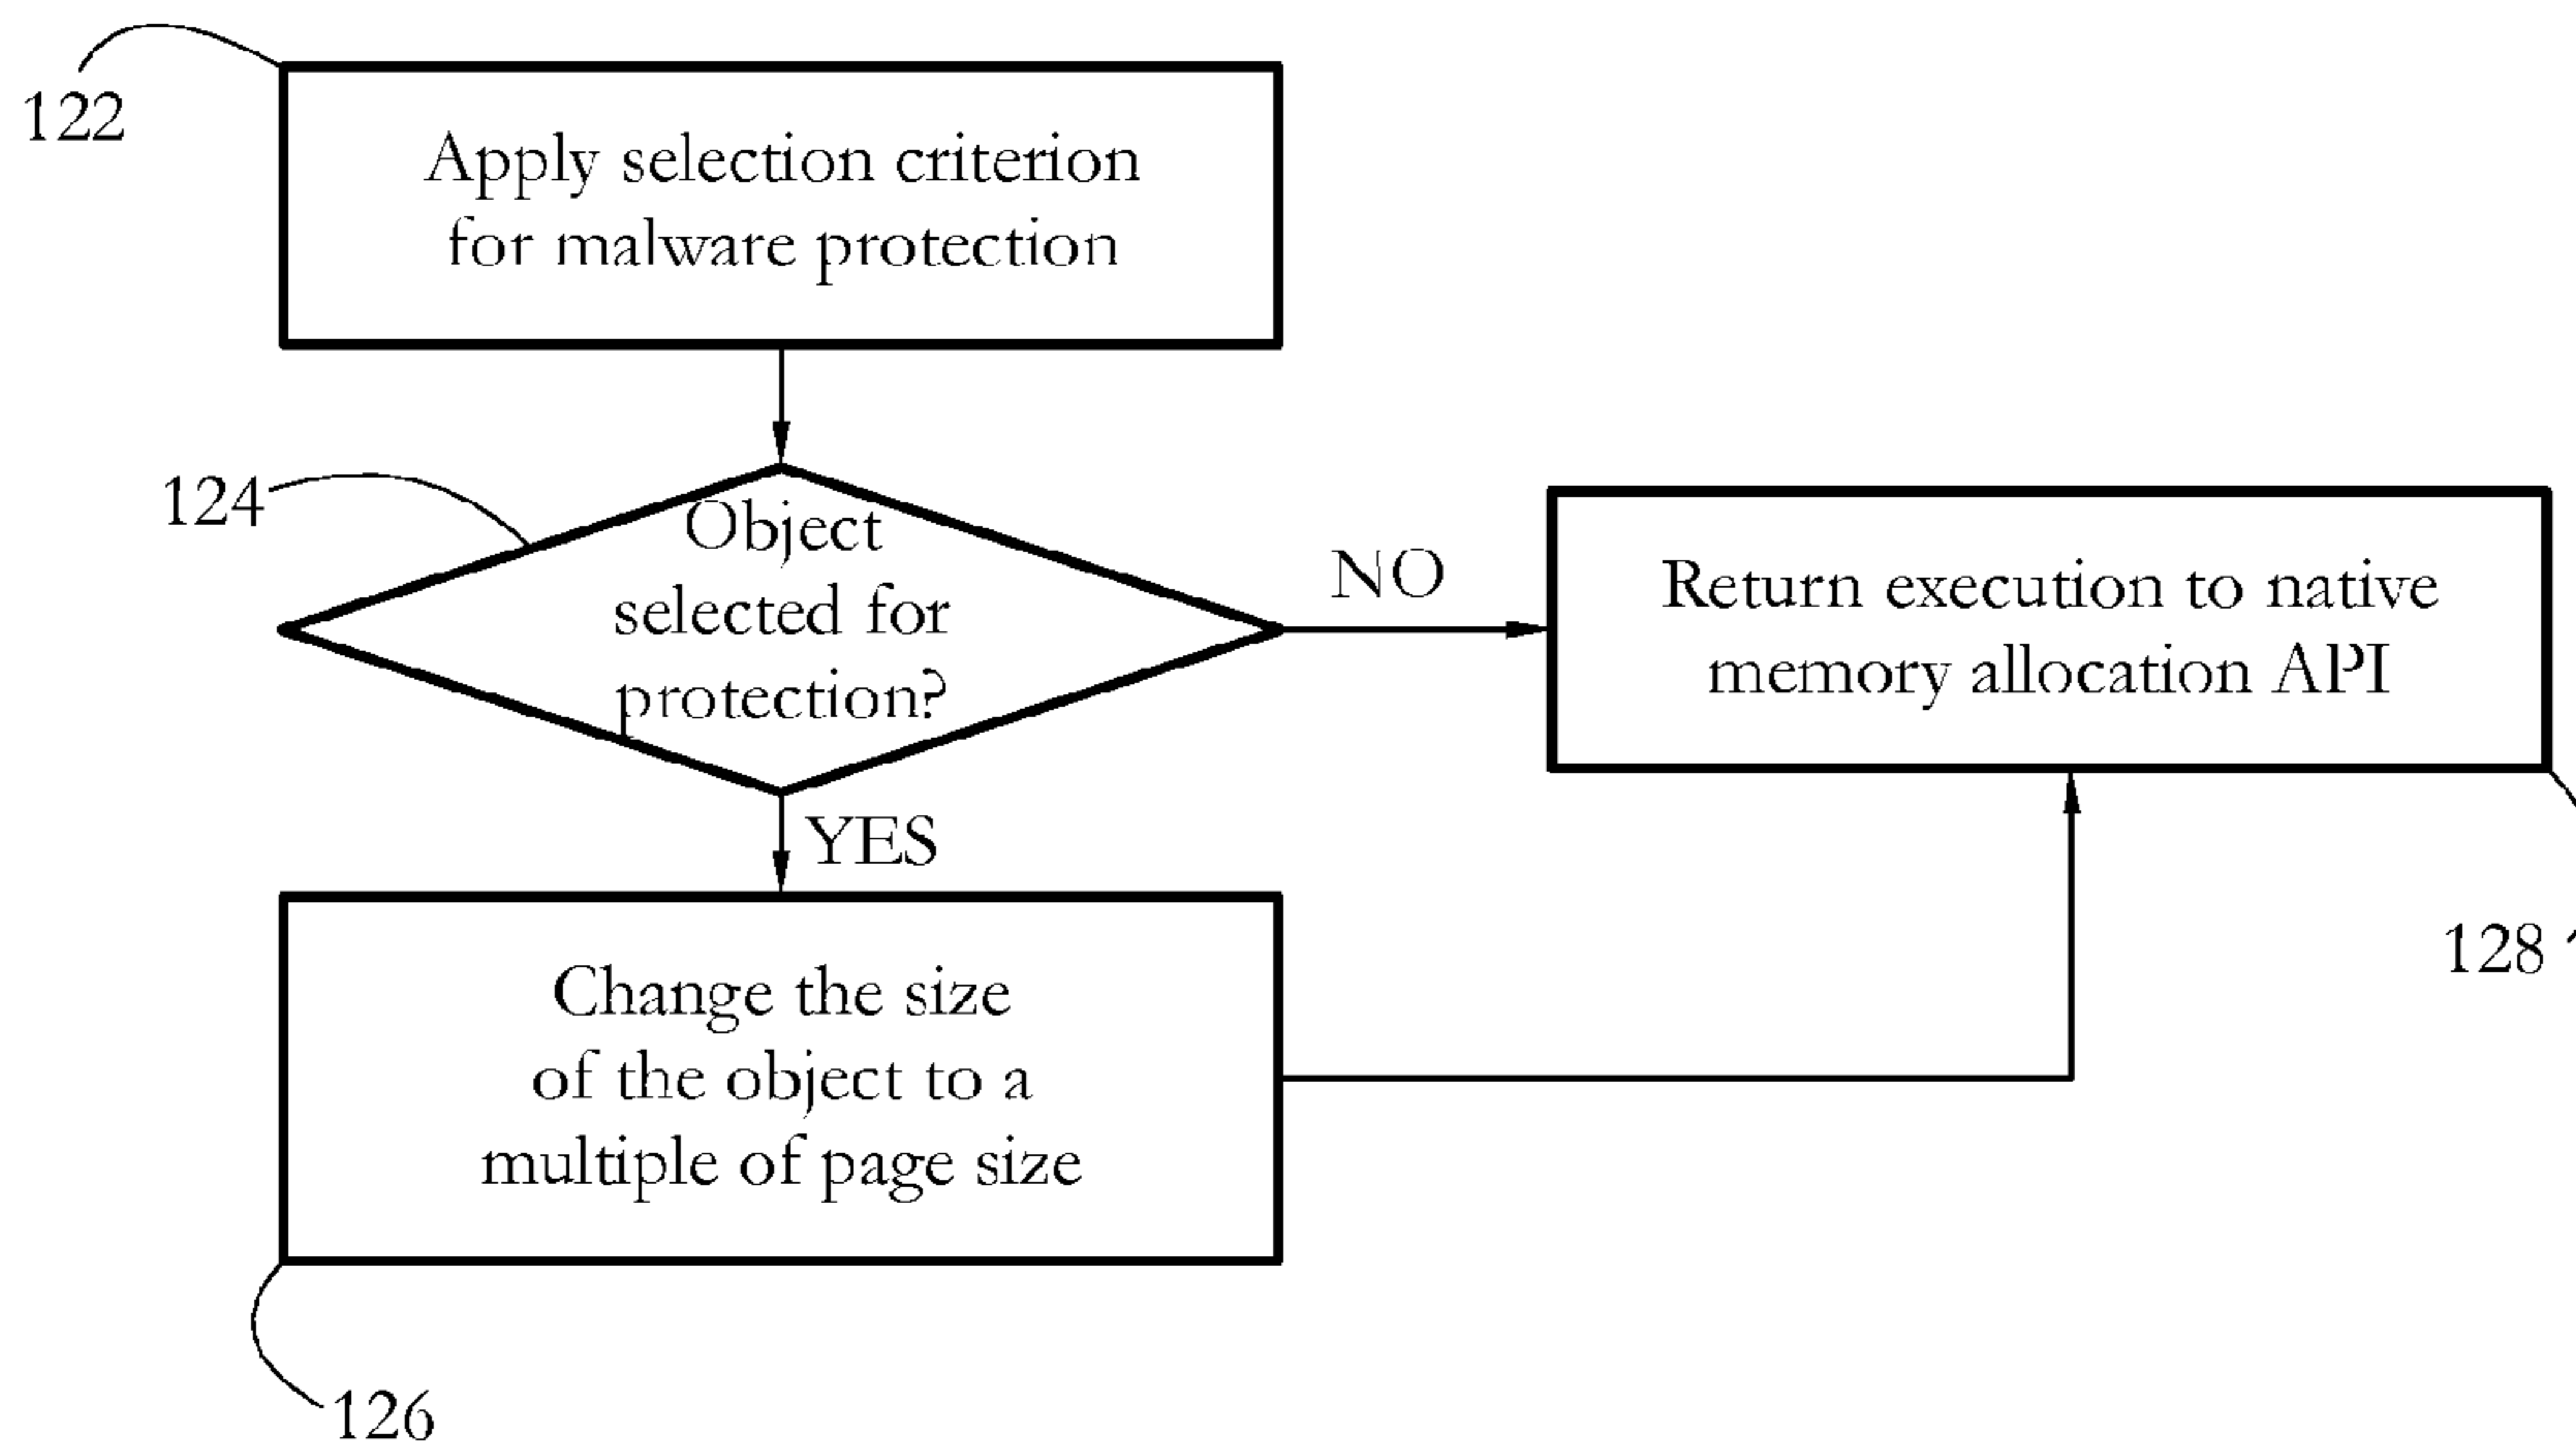 122
Apply selection criterion
for malware protection
124
Object
selected for
protection?
NO
Return execution to native
memory allocation API
YES
128
Change the size
of the object to a
multiple of page size
126